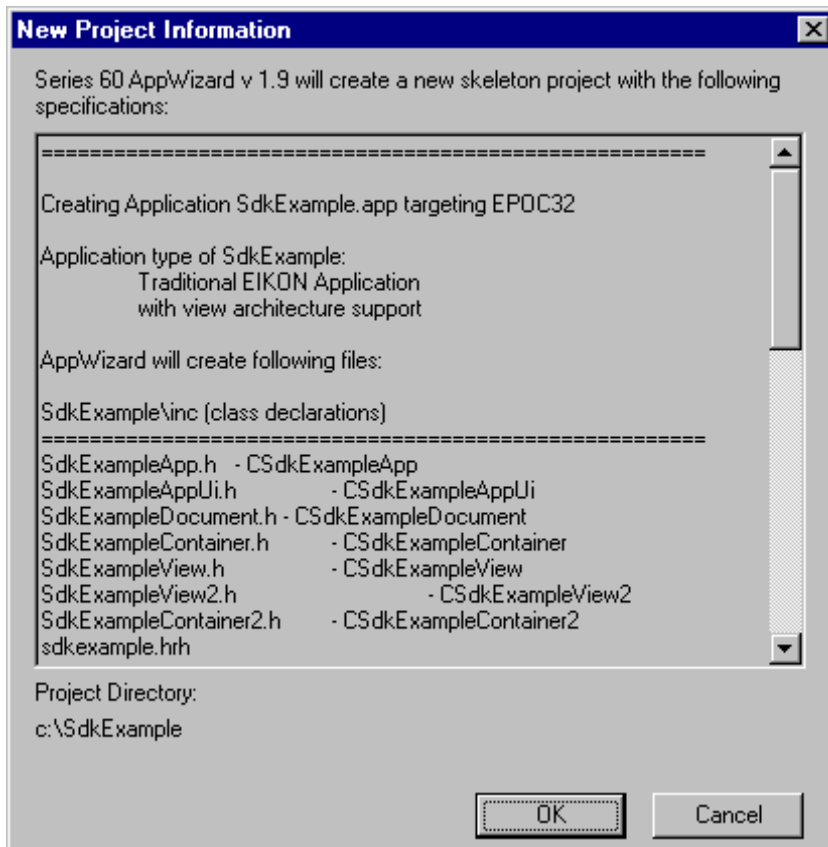 New Project Information
Series 60 AppWizard v 1.9 will create a new skeleton project with the following
specifications:
=======================================================
Creating Application SdkExample.app targeting EPOC32
Application type of SdkExample:
Traditional EIKON Application
with view architecture support
AppWizard will create following files:
SdkExample\inc (class declarations)
=======================================================
SdkExampleApp.h - CSdkExampleApp
SdkExampleAppUi.h - CSdkExampleAppUi
SdkExampleDocument.h - CSdkExampleDocument
SdkExampleContainer.h - CSdkExampleContainer
SdkExampleView.h - CSdkExampleView
SdkExampleView2.h - CSdkExampleView2
SdkExampleContainer2.h - CSdkExampleContainer2
sdkexample.hrh
Project Directory:
c:\SdkExample
OK Cancel